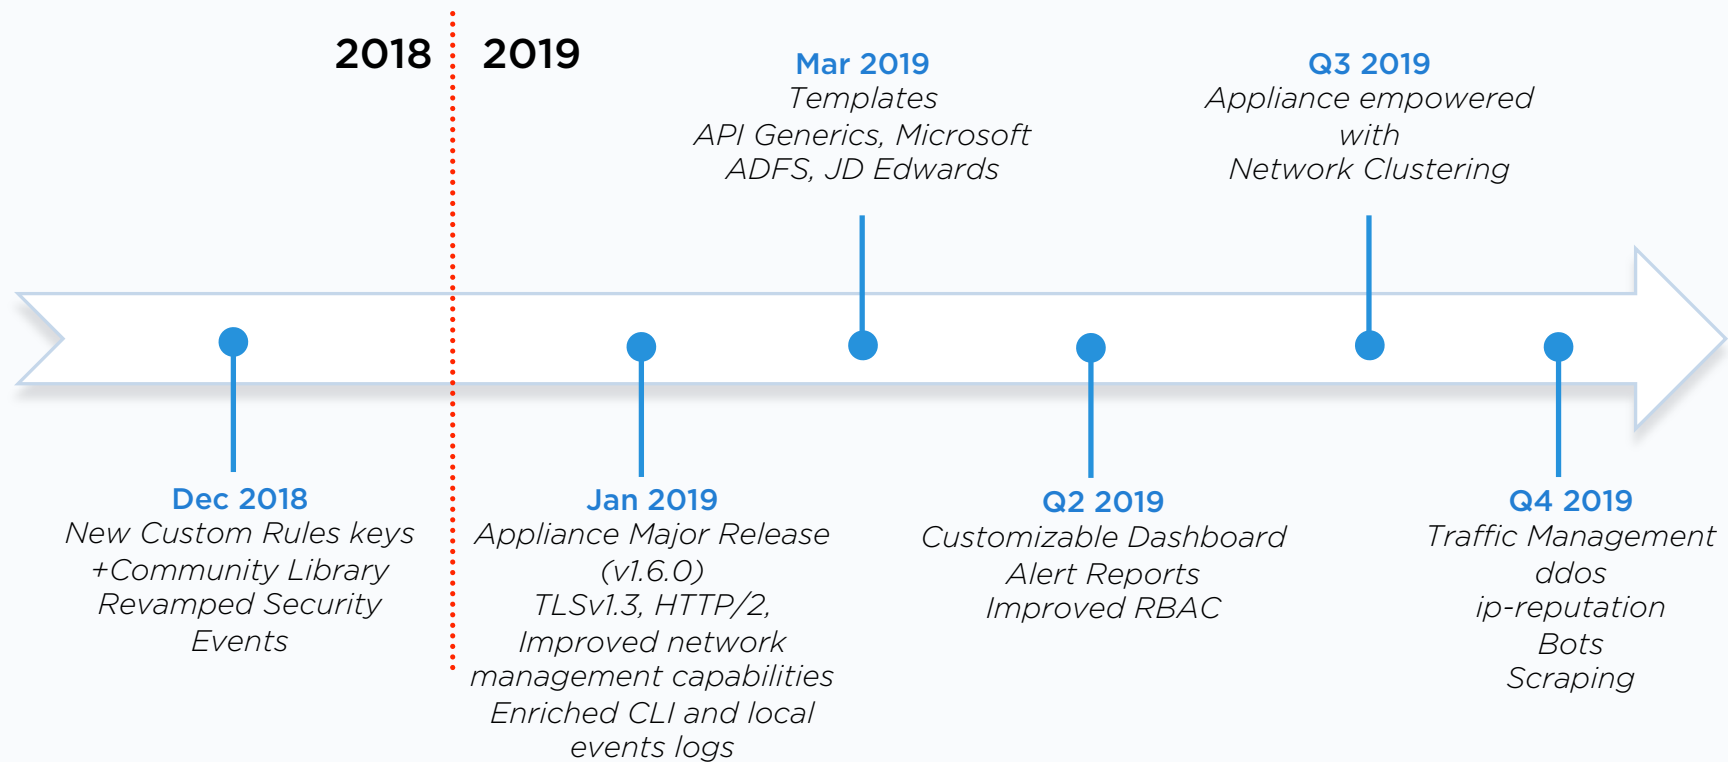 2018
2019
Mar 2019
Templates
API Generics, Microsoft
ADFS, JD Edwards
Q3 2019
Appliance empowered
with
Network Clustering
Dec 2018
New Custom Rules keys
+Community Library
Revamped Security
Events
Jan 2019
Appliance Major Release
(v1.6.0)
TLSv1.3, HTTP/2,
Improved network
management capabilities
Enriched CLI and local
events logs
Q2 2019
Customizable Dashboard
Alert Reports
Improved RBAC
Q4 2019
Traffic Management
ddos
ip-reputation
Bots
Scraping